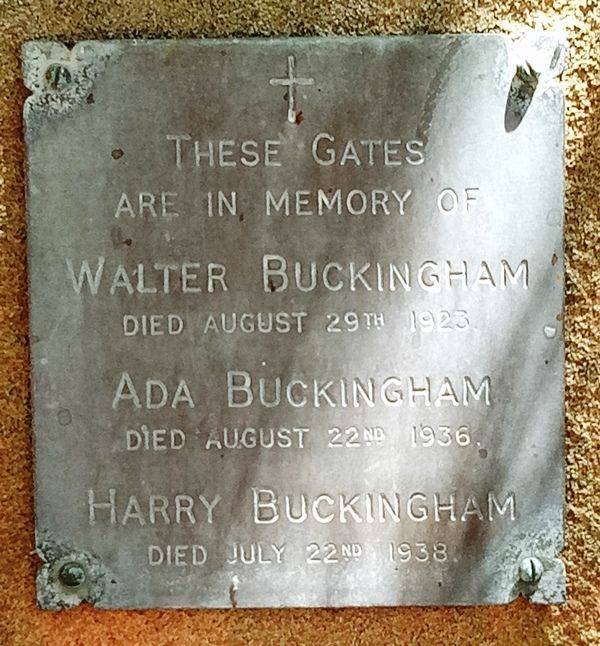 THESE GATES
ARE IN MEMORY OF
WALTER BUCKINGHAM
DIED AUGUST 29TH 1923.
ADA BUCKINGHAM
DIED AUGUST 22ND 1936.
HARRY BUCKINGHAM
DIED JULY 22ND 1938.